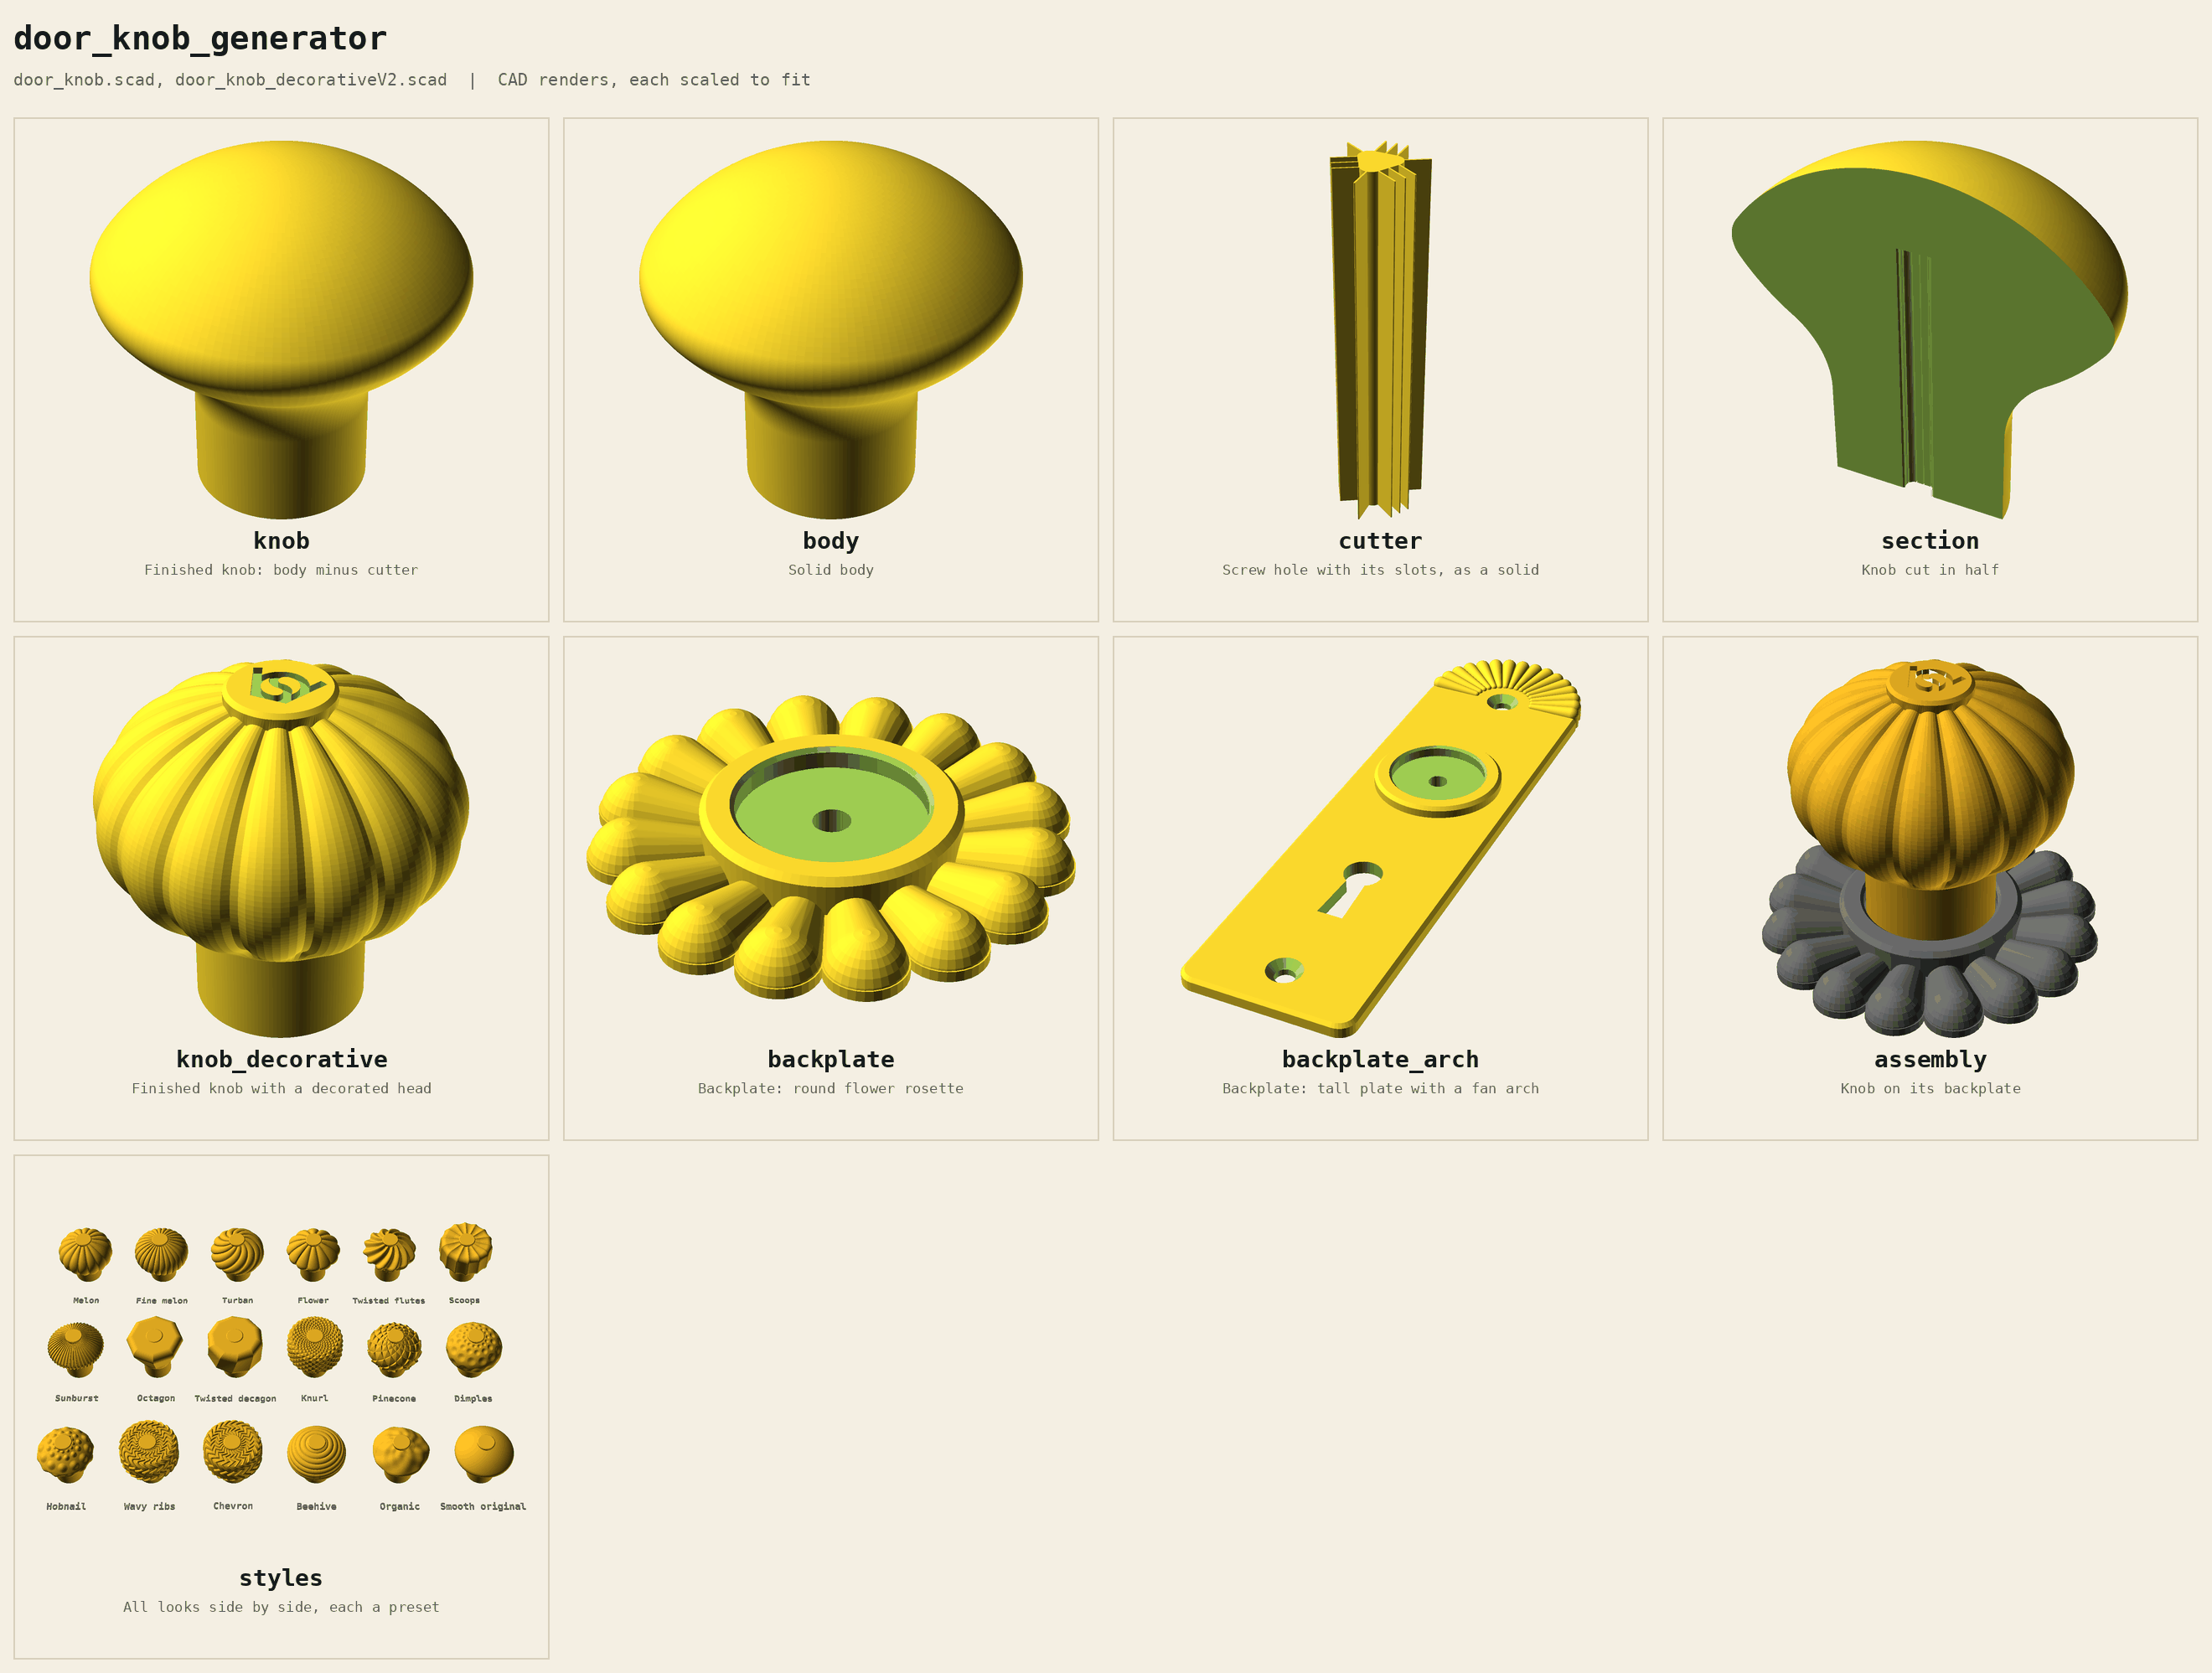 door_knob_generator
door_knob.scad, door_knob_decorativeV2.scad  |  CAD renders, each scaled to fit
knob
Finished knob: body minus cutter
body
Solid body
cutter
Screw hole with its slots, as a solid
section
Knob cut in half
knob_decorative
Finished knob with a decorated head
backplate
Backplate: round flower rosette
backplate_arch
Backplate: tall plate with a fan arch
assembly
Knob on its backplate
Melon Fine melon Turban Flower Twisted flutes Scoops
Sunburst Octagon Twisted decagon Knurl Pinecone Dimples
Hobnail Wavy ribs Chevron Beehive Organic Smooth original
styles
All looks side by side, each a preset